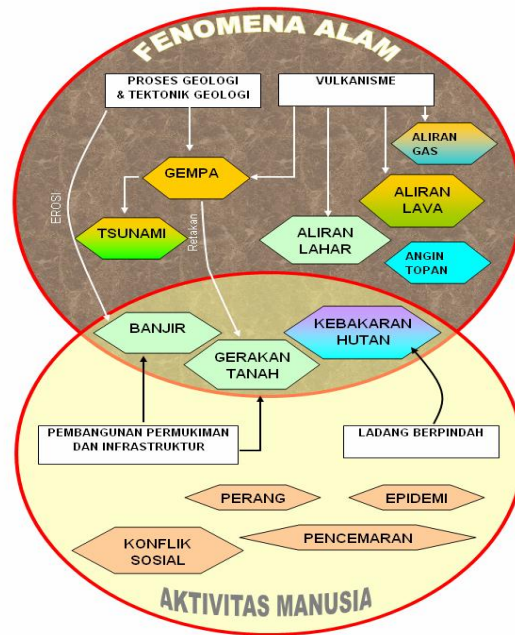 FENOMENA ALAM
PROSES GEOLOGI
& TEKTONIK GEOLOGI
VULKANISME
ALIRAN
GAS
GEMPA
ALIRAN
LAVA
EROSI
TSUNAMI
Retakan
ALIRAN
LAHAR
ANGIN
TOPAN
BANJIR
KEBAKARAN
HUTAN
GERAKAN
TANAH
PEMBANGUNAN PERMUKIMAN
DAN INFRASTRUKTUR
LADANG BERPINDAH
PERANG
EPIDEMI
KONFLIK
SOSIAL
PENCEMARAN
AKTIVITAS MANUSIA